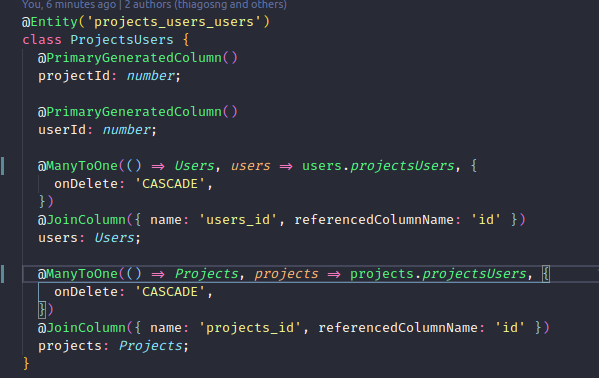 You, 6 minutes ago | 2 authors (thiagosng and others)
@Entity('projects_users_users')
class ProjectsUsers {
@PrimaryGeneratedColumn()
projectId: number;
@PrimaryGeneratedColumn()
userId: number;
@ManyToOne(() => Users, users => users.projectsUsers, {
onDelete: 'CASCADE',
})
@JoinColumn({ name: 'users_id', referencedColumnName: 'id' })
users: Users;
@ManyToOne(() => Projects, projects => projects.projectsUsers, {
onDelete: 'CASCADE',
})
@JoinColumn({ name: 'projects_id', referencedColumnName: 'id' })
projects: Projects;
}